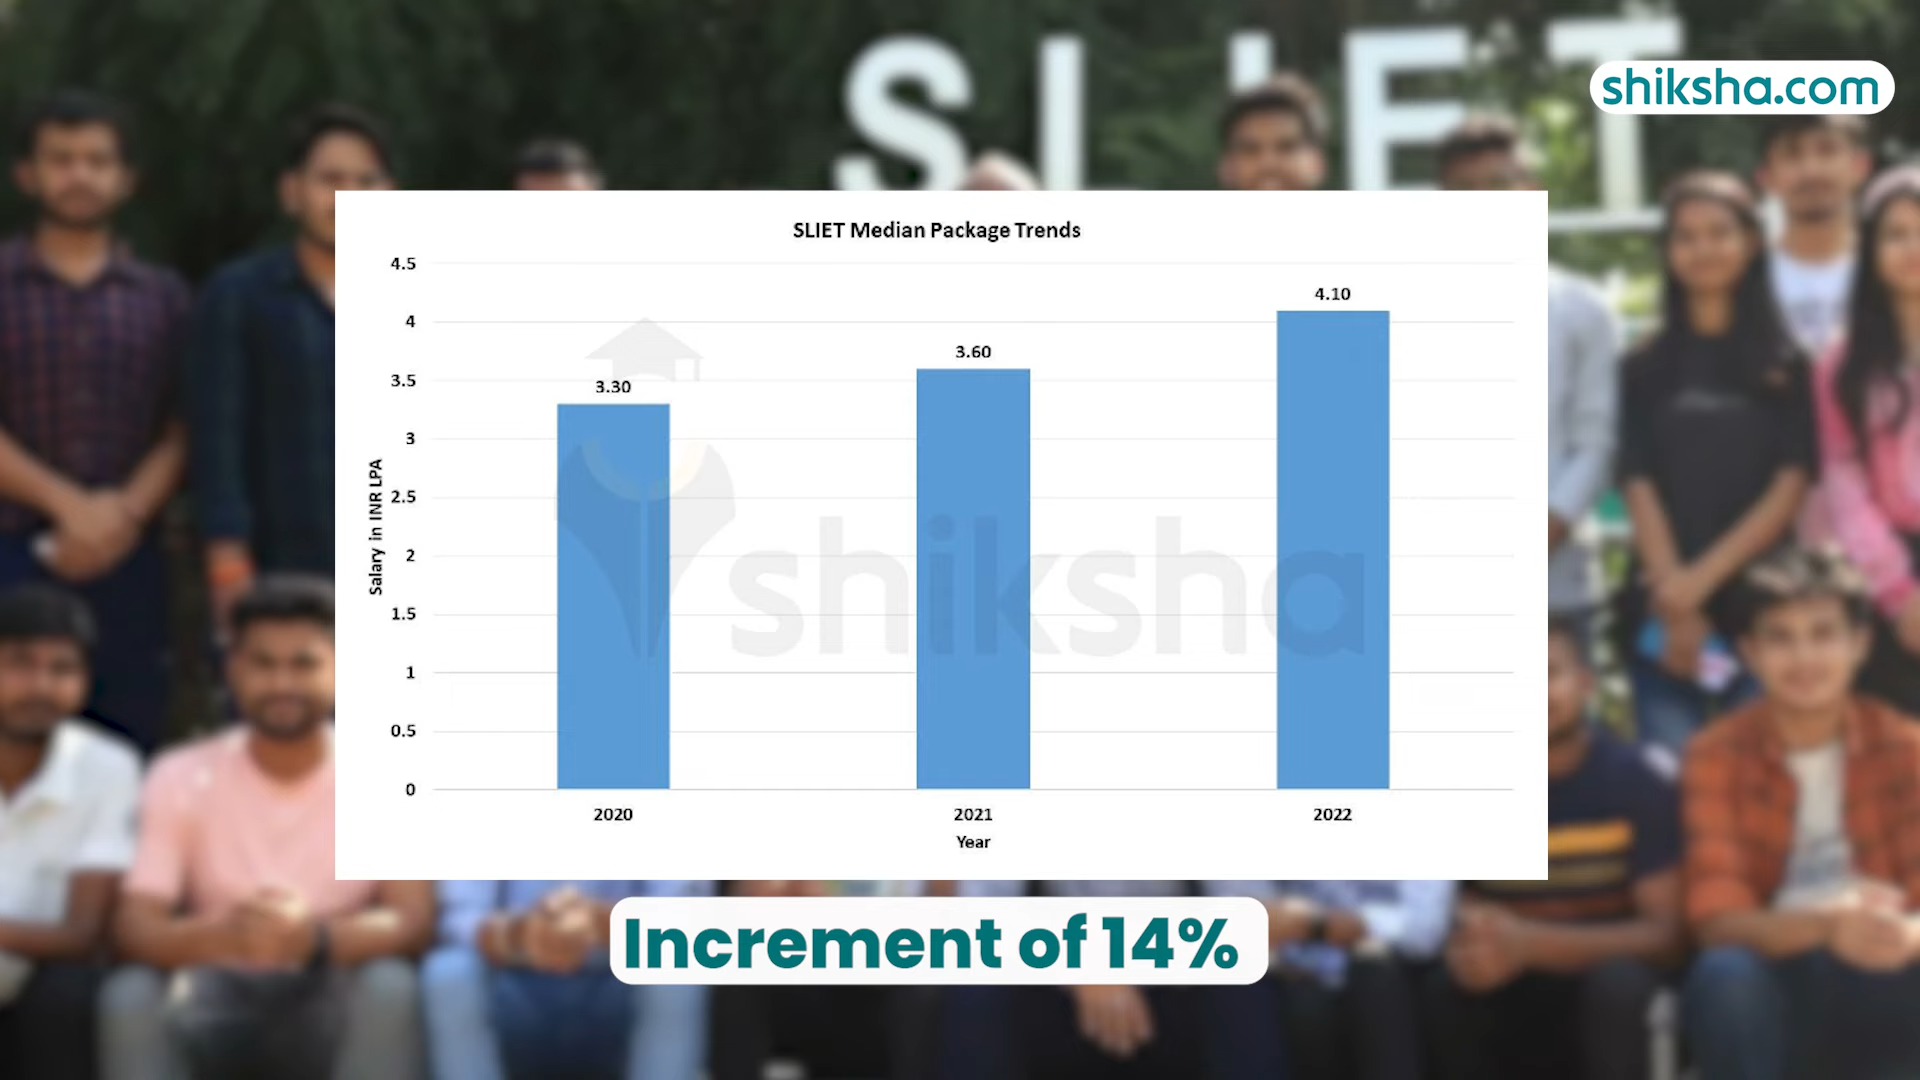 SLIET
shiksha.com
SLIET Median Package Trends
4.5
4
3.5
3
2.5
2
1.5
1
0.5
0
Salary in INR LPA
3.30
3.60
4.10
shiksha
2020
2021
2022
Year
Increment of 14%